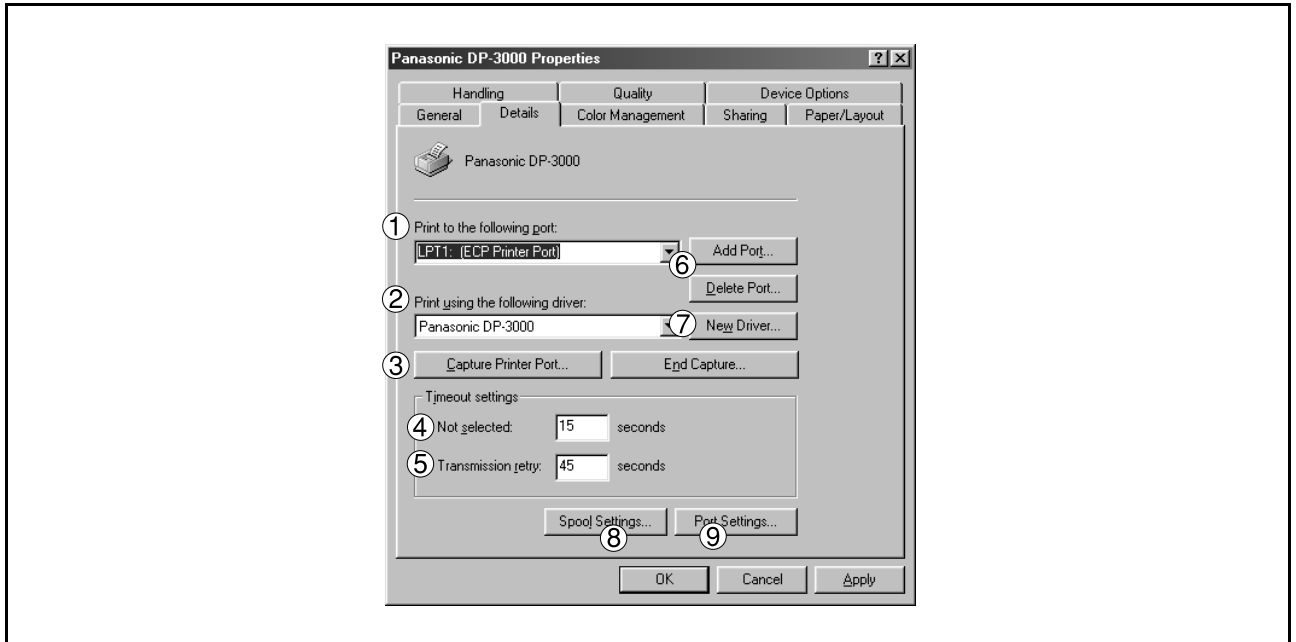 Panasonic DP-3000 Properties
Handling Quality Device Options
General Details Color Management Sharing Paper/Layout
Panasonic DP-3000
① Print to the following port:
LPT1: (ECP Printer Port)
⑥ Add Port...
Delete Port...
② Print using the following driver:
Panasonic DP-3000
⑦ New Driver...
③ Capture Printer Port... End Capture...
Timeout settings
④ Not selected: 15 seconds
⑤ Transmission retry: 45 seconds
Spool Settings... Port Settings...
⑧ ⑨
OK Cancel Apply